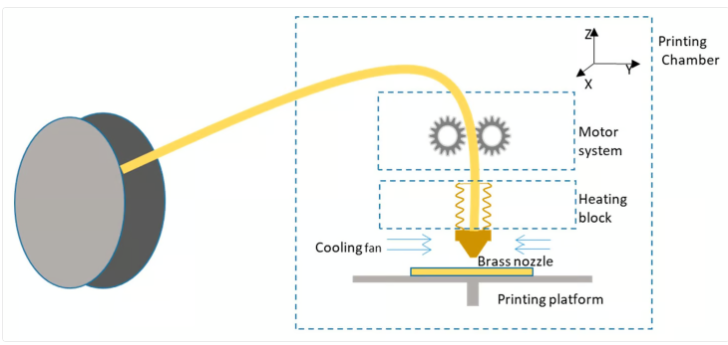 Z
Y
X
Printing
Chamber
Motor
system
Heating
block
Cooling fan
Brass nozzle
Printing platform